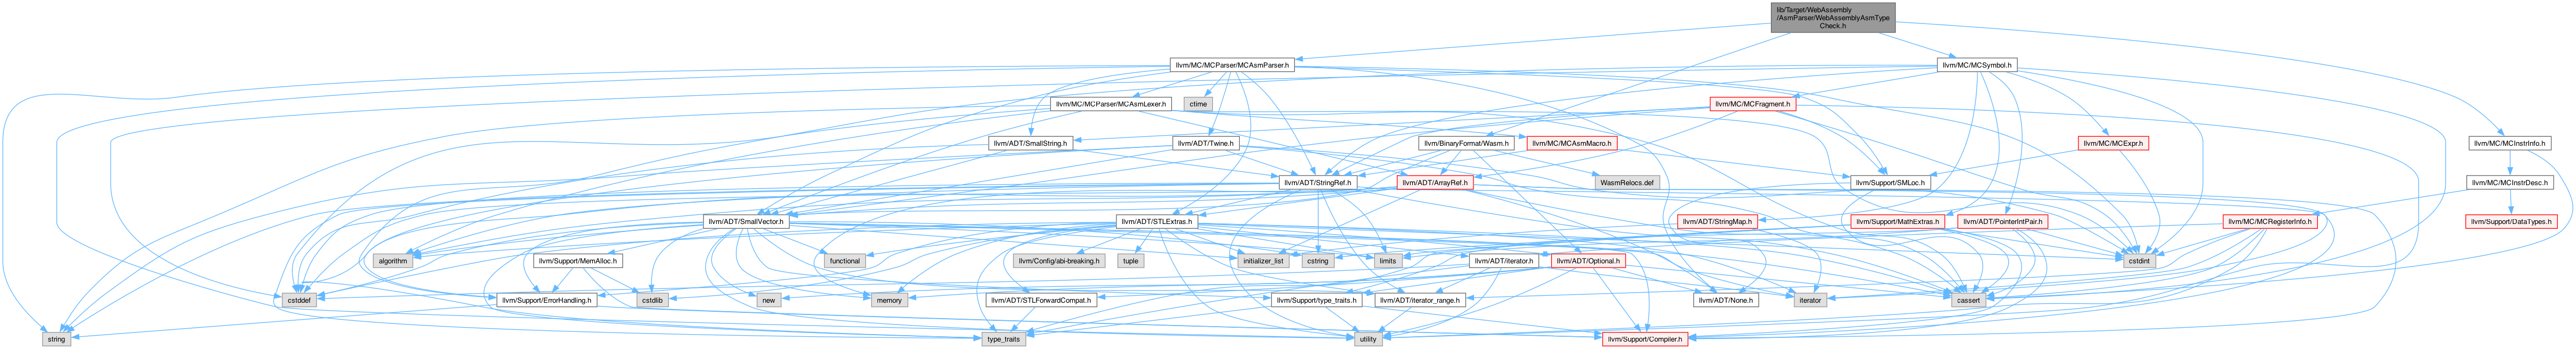 lib/Target/WebAssembly
/AsmParser/WebAssemblyAsmType
Check.h
llvm/MC/MCParser/MCAsmParser.h
llvm/MC/MCSymbol.h
llvm/MC/MCParser/MCAsmLexer.h
ctime
llvm/MC/MCFragment.h
llvm/ADT/SmallString.h
llvm/ADT/Twine.h
llvm/MC/MCAsmMacro.h
llvm/BinaryFormat/Wasm.h
llvm/MC/MCExpr.h
llvm/MC/MCInstrInfo.h
llvm/ADT/StringRef.h
llvm/ADT/ArrayRef.h
WasmRelocs.def
llvm/Support/SMLoc.h
llvm/MC/MCInstrDesc.h
llvm/ADT/SmallVector.h
llvm/ADT/STLExtras.h
llvm/ADT/StringMap.h
llvm/Support/MathExtras.h
llvm/ADT/PointerIntPair.h
llvm/MC/MCRegisterInfo.h
llvm/Support/DataTypes.h
algorithm
llvm/Support/MemAlloc.h
functional
llvm/Config/abi-breaking.h
tuple
initializer_list
cstring
limits
llvm/ADT/iterator.h
llvm/ADT/Optional.h
cstdint
cstddef
llvm/Support/ErrorHandling.h
cstdlib
new
memory
llvm/ADT/STLForwardCompat.h
llvm/Support/type_traits.h
llvm/ADT/iterator_range.h
iterator
llvm/ADT/None.h
cassert
string
type_traits
utility
llvm/Support/Compiler.h